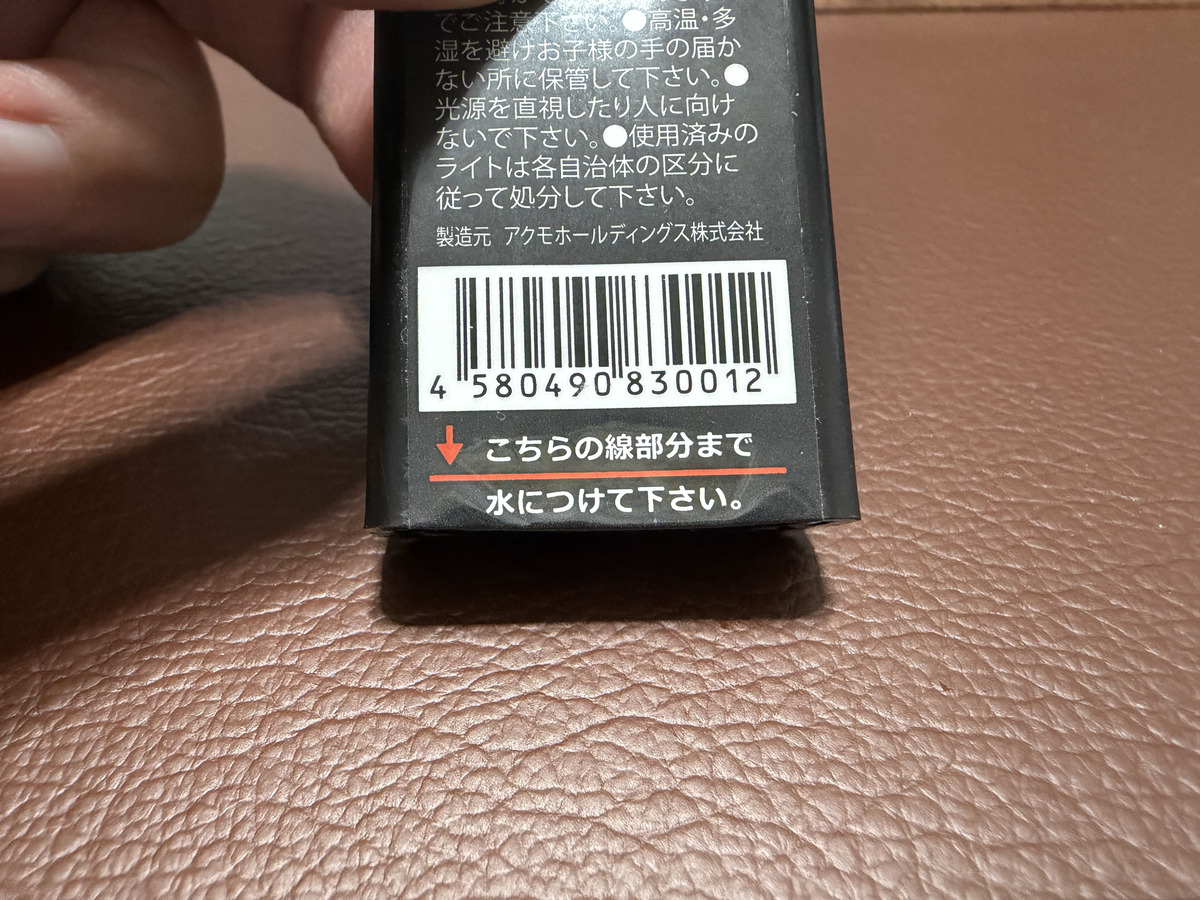 でご注意下さい。●高温・多
湿を避けお子様の手の届か
ない所に保管して下さい。●
光源を直視したり人に向け
ないで下さい。●使用済みの
ライトは各自治体の区分に
従って処分して下さい。
製造元 アクモホールディングス株式会社
4 580490 830012
こちらの線部分まで
水につけて下さい。